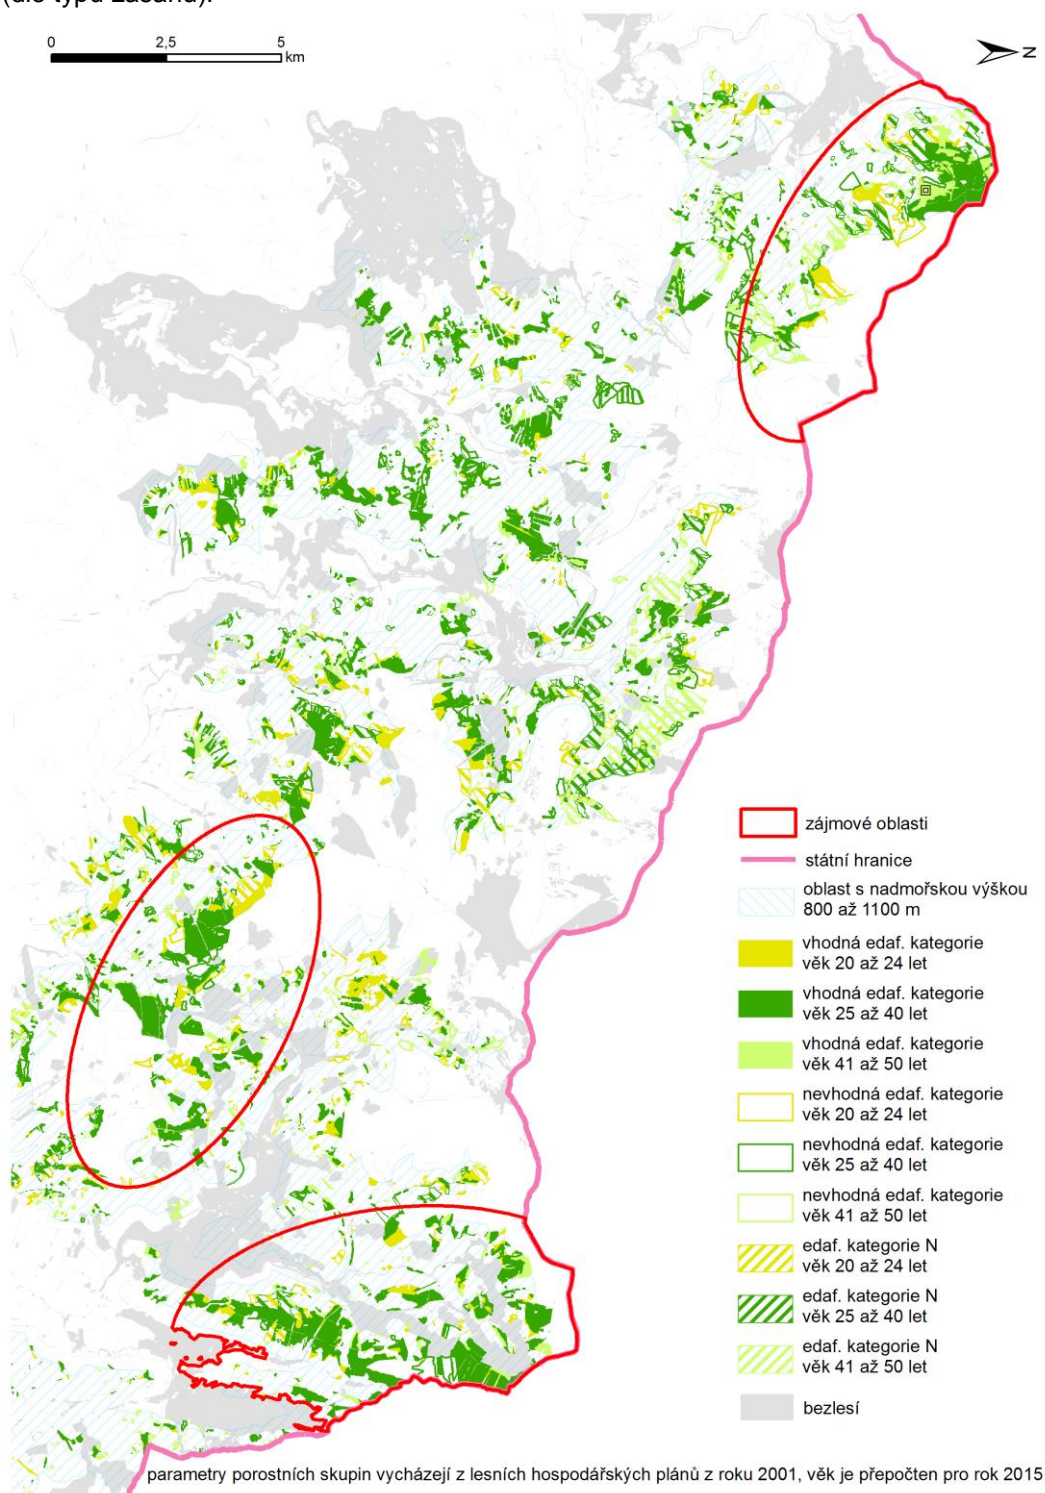 (dle typu zásahu).
0 2,5 5
km
N
zájmové oblasti
státní hranice
oblast s nadmořskou výškou
800 až 1100 m
vhodná edaf. kategorie
věk 20 až 24 let
vhodná edaf. kategorie
věk 25 až 40 let
vhodná edaf. kategorie
věk 41 až 50 let
nevhodná edaf. kategorie
věk 20 až 24 let
nevhodná edaf. kategorie
věk 25 až 40 let
nevhodná edaf. kategorie
věk 41 až 50 let
edaf. kategorie N
věk 20 až 24 let
edaf. kategorie N
věk 25 až 40 let
edaf. kategorie N
věk 41 až 50 let
bezlesí
parametry porostních skupin vycházejí z lesních hospodářských plánů z roku 2001, věk je přepočten pro rok 2015